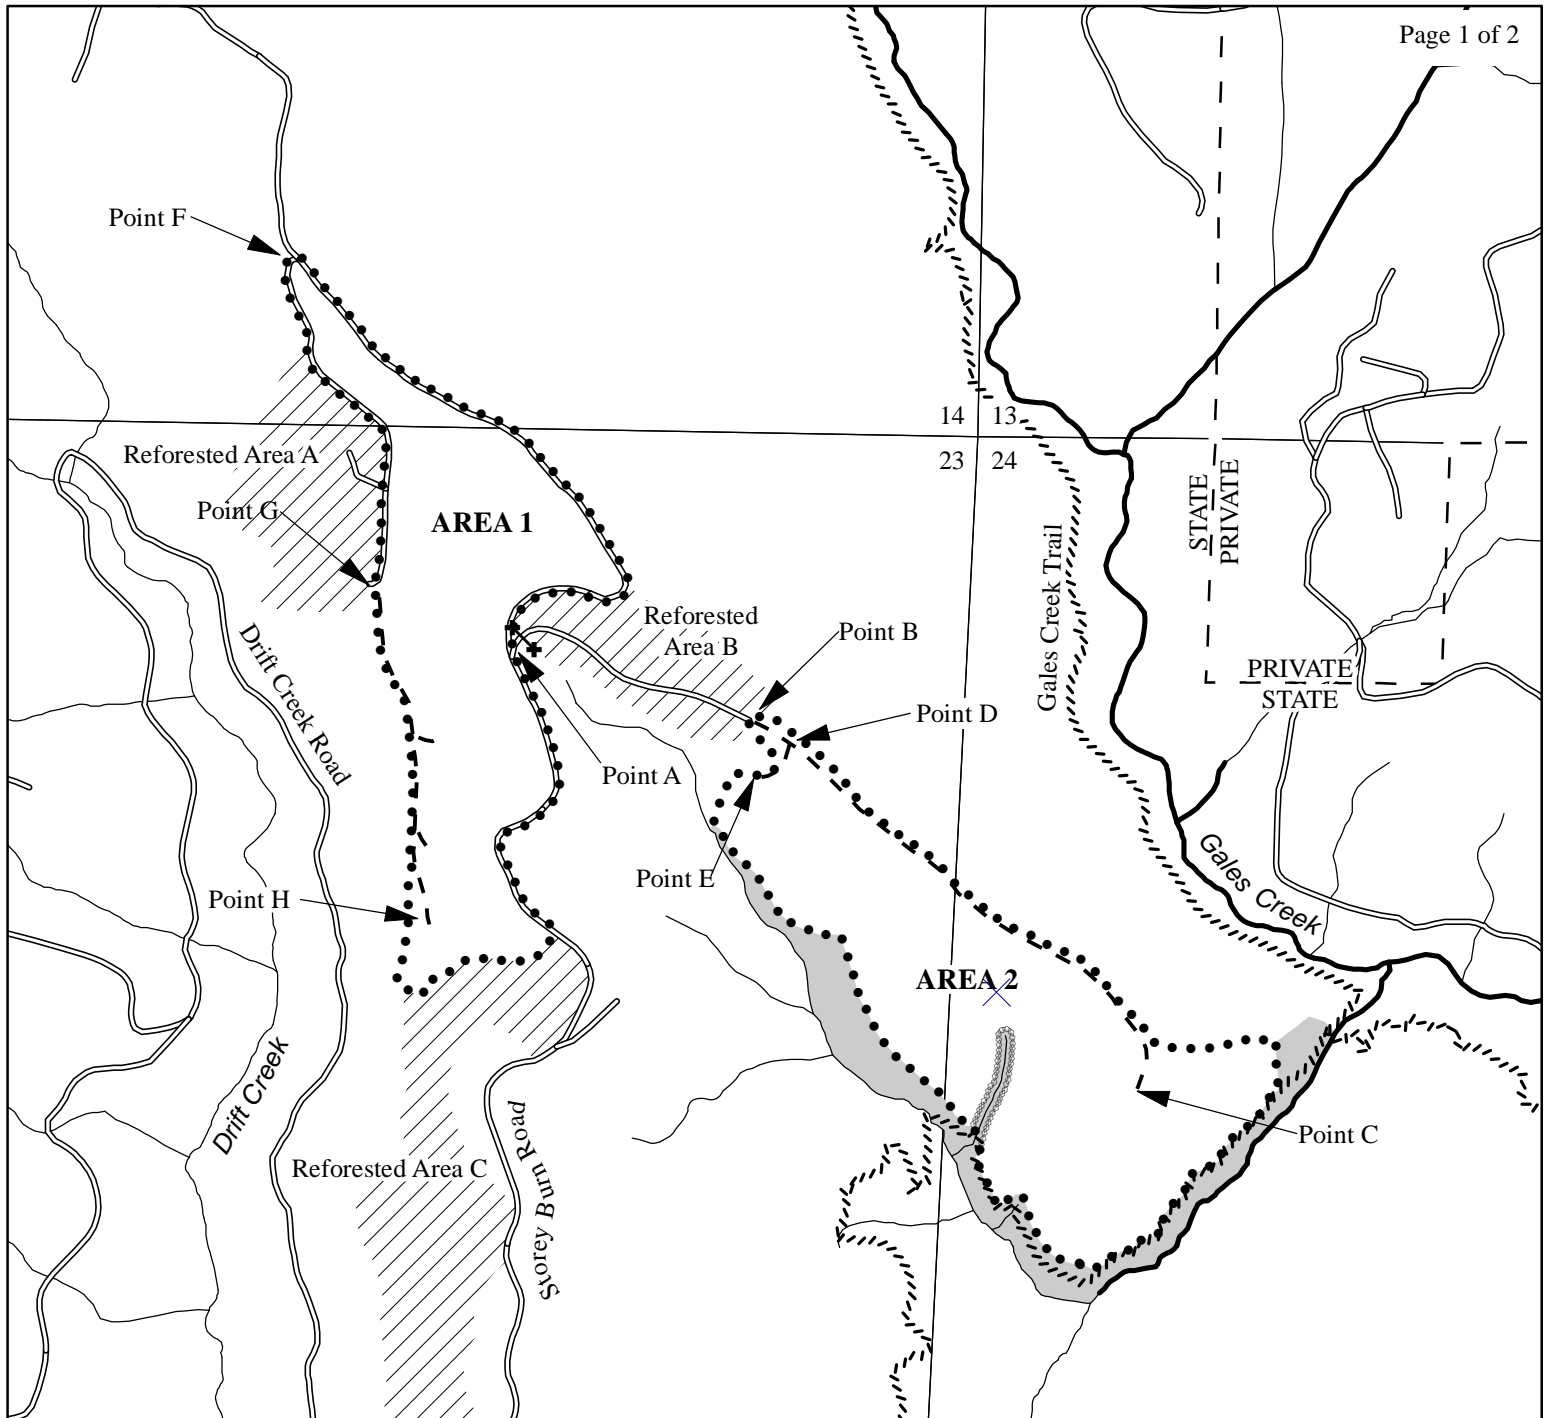 Page 1 of 2
Point F
14 13
Reforested Area A
23 24
Point G
AREA 1
STATE
PRIVATE
Gales Creek Trail
Reforested
Area B
Point B
Drift Creek Road
PRIVATE
STATE
Point D
Point A
Gales Creek
Point E
Point H
AREA 2
Drift Creek
Point C
Reforested Area C
Storey Burn Road